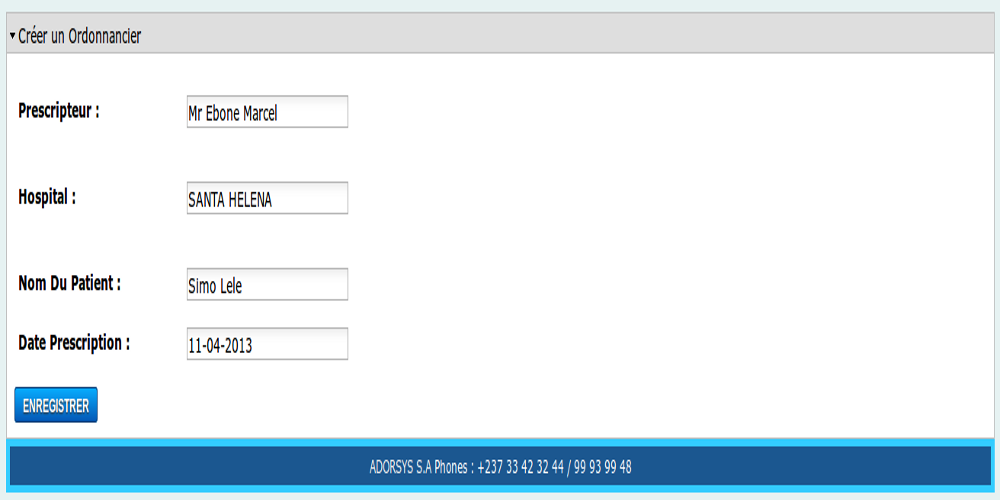 Créer un Ordonnancier
Prescripteur : Mr Ebone Marcel
Hospital : SANTA HELENA
Nom Du Patient : Simo Lele
Date Prescription : 11-04-2013
ENREGISTRER
ADORSYS S.A Phones : +237 33 42 32 44 / 99 93 99 48